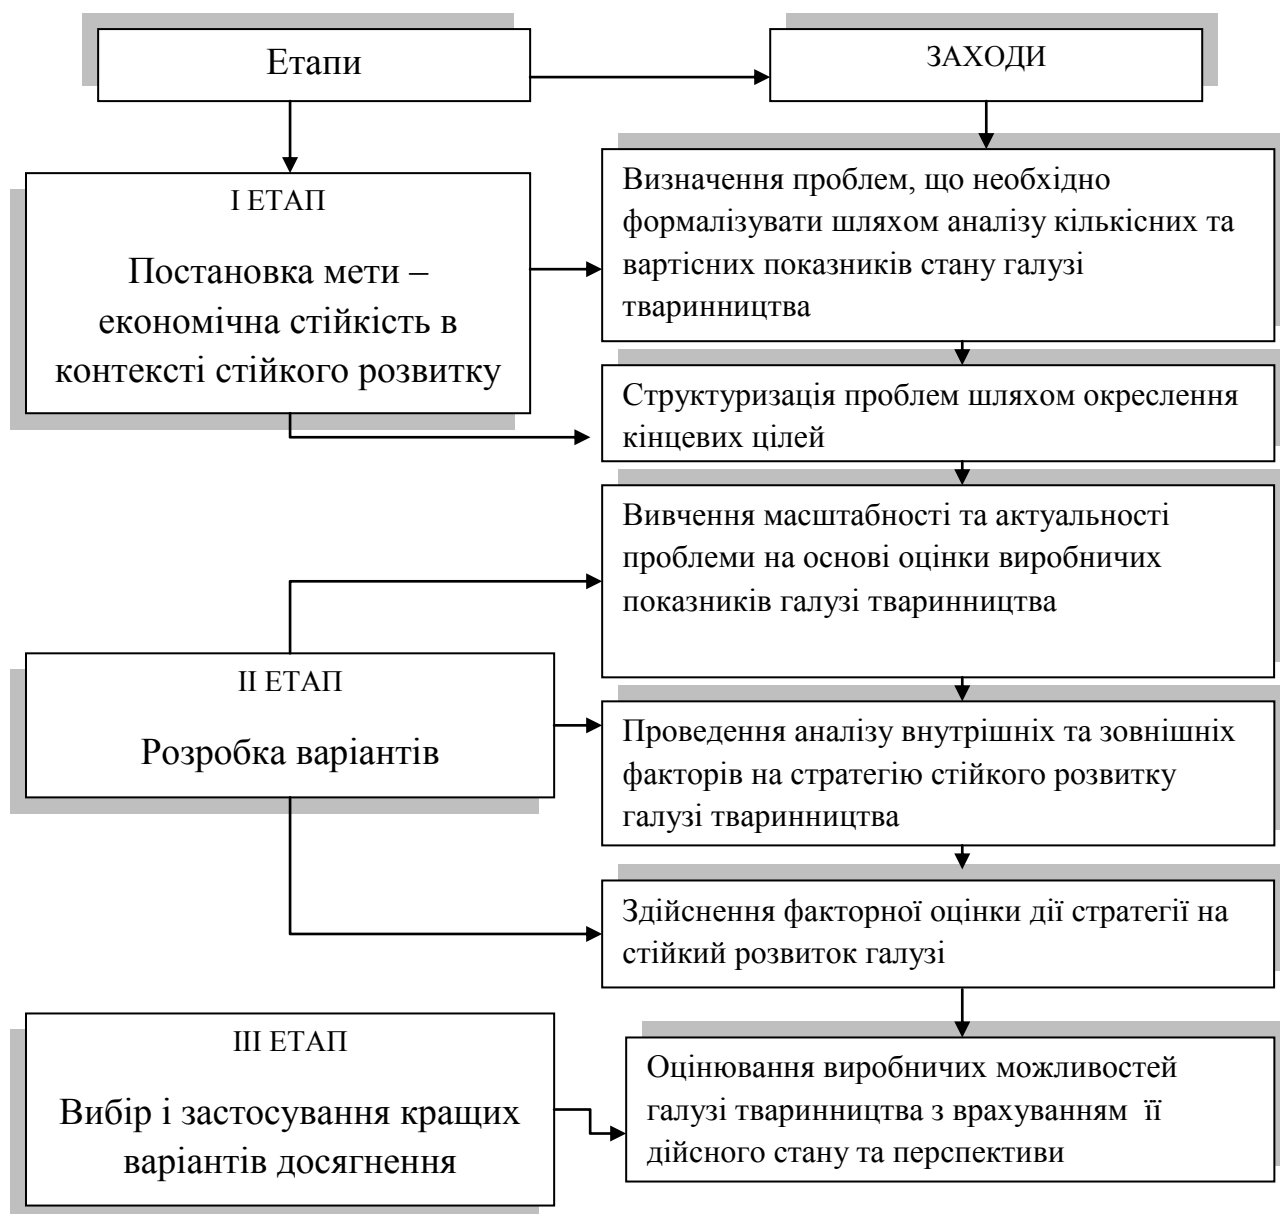 Етапи
ЗАХОДИ
І ЕТАП
Постановка мети –
економічна стійкість в
контексті стійкого розвитку
Визначення проблем, що необхідно
формалізувати шляхом аналізу кількісних та
вартісних показників стану галузі
тваринництва
Структуризація проблем шляхом окреслення
кінцевих цілей
Вивчення масштабності та актуальності
проблеми на основі оцінки виробничих
показників галузі тваринництва
ІІ ЕТАП
Розробка варіантів
Проведення аналізу внутрішніх та зовнішніх
факторів на стратегію стійкого розвитку
галузі тваринництва
Здійснення факторної оцінки дії стратегії на
стійкий розвиток галузі
ІІІ ЕТАП
Вибір і застосування кращих
варіантів досягнення
Оцінювання виробничих можливостей
галузі тваринництва з врахуванням її
дійсного стану та перспективи